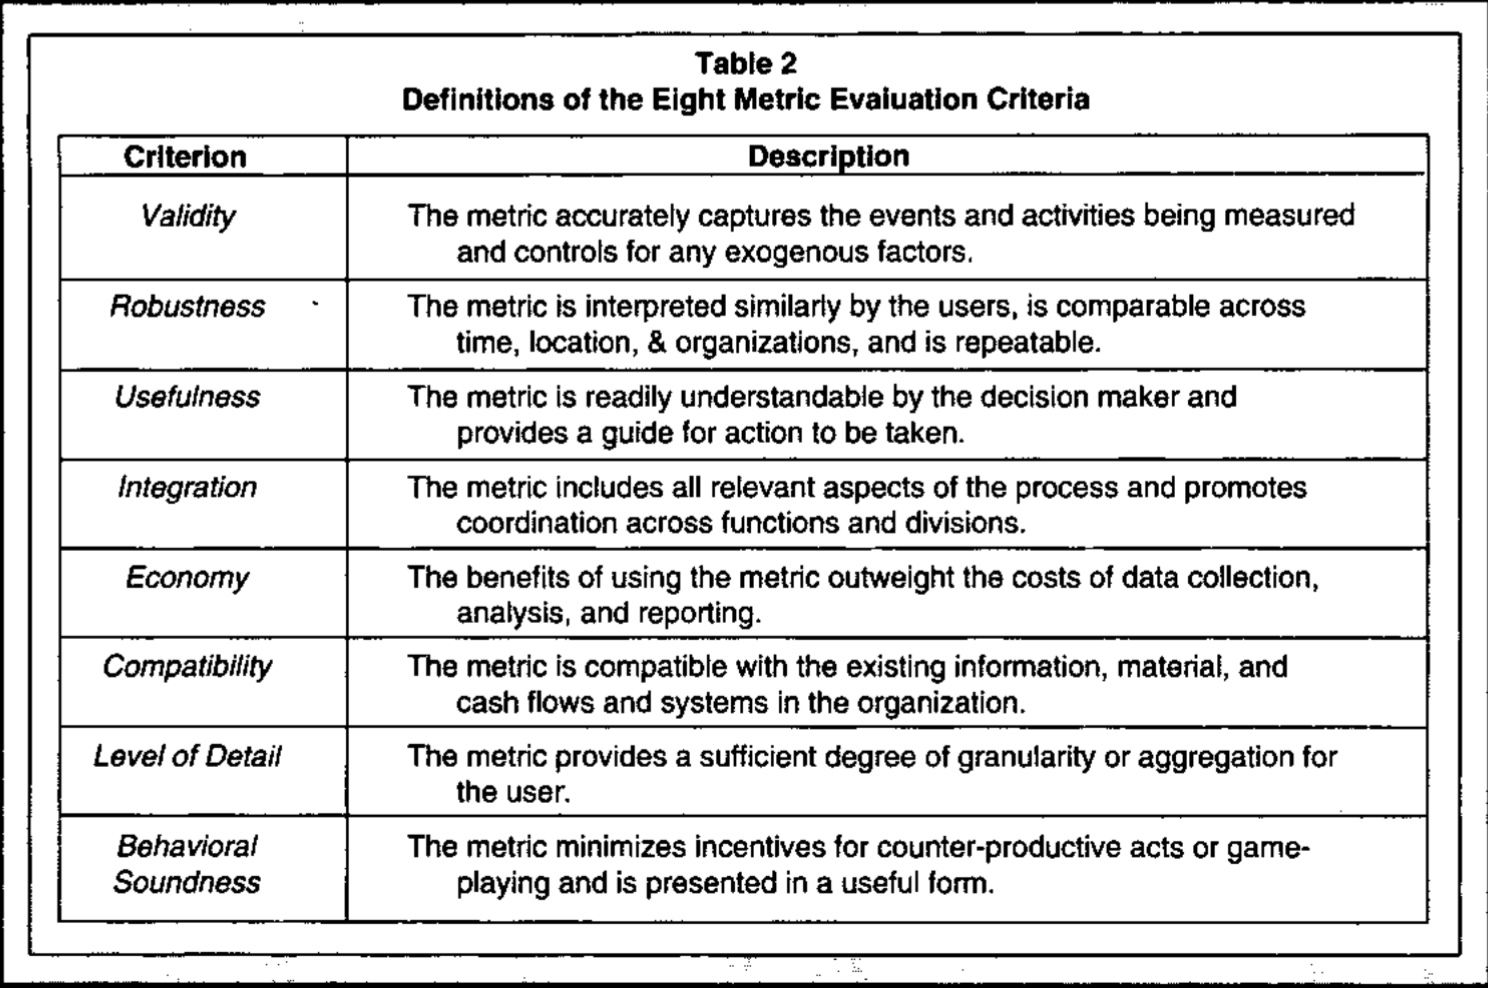 Table 2
Definitions of the Eight Metric Evaluation Criteria
Criterion Description
Validity The metric accurately captures the events and activities being measured
and controls for any exogenous factors.
Robustness The metric is interpreted similarly by the users, is comparable across
time, location, & organizations, and is repeatable.
Usefulness The metric is readily understandable by the decision maker and
provides a guide for action to be taken.
Integration The metric includes all relevant aspects of the process and promotes
coordination across functions and divisions.
Economy The benefits of using the metric outweight the costs of data collection,
analysis, and reporting.
Compatibility The metric is compatible with the existing information, material, and
cash flows and systems in the organization.
Level of Detail The metric provides a sufficient degree of granularity or aggregation for
the user.
Behavioral The metric minimizes incentives for counter-productive acts or game-
Soundness playing and is presented in a useful form.